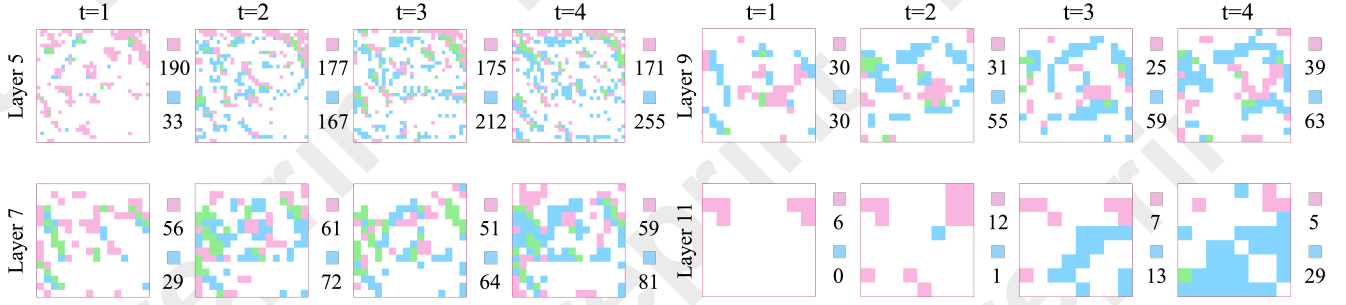 t=1 t=2 t=3 t=4 t=1 t=2 t=3 t=4
Layer 5
190 177 175 171
33 167 212 255
Layer 9
30 31 25 39
30 55 59 63
Layer 7
56 61 51 59
29 72 64 81
Layer 11
6 12 7 5
0 1 13 29